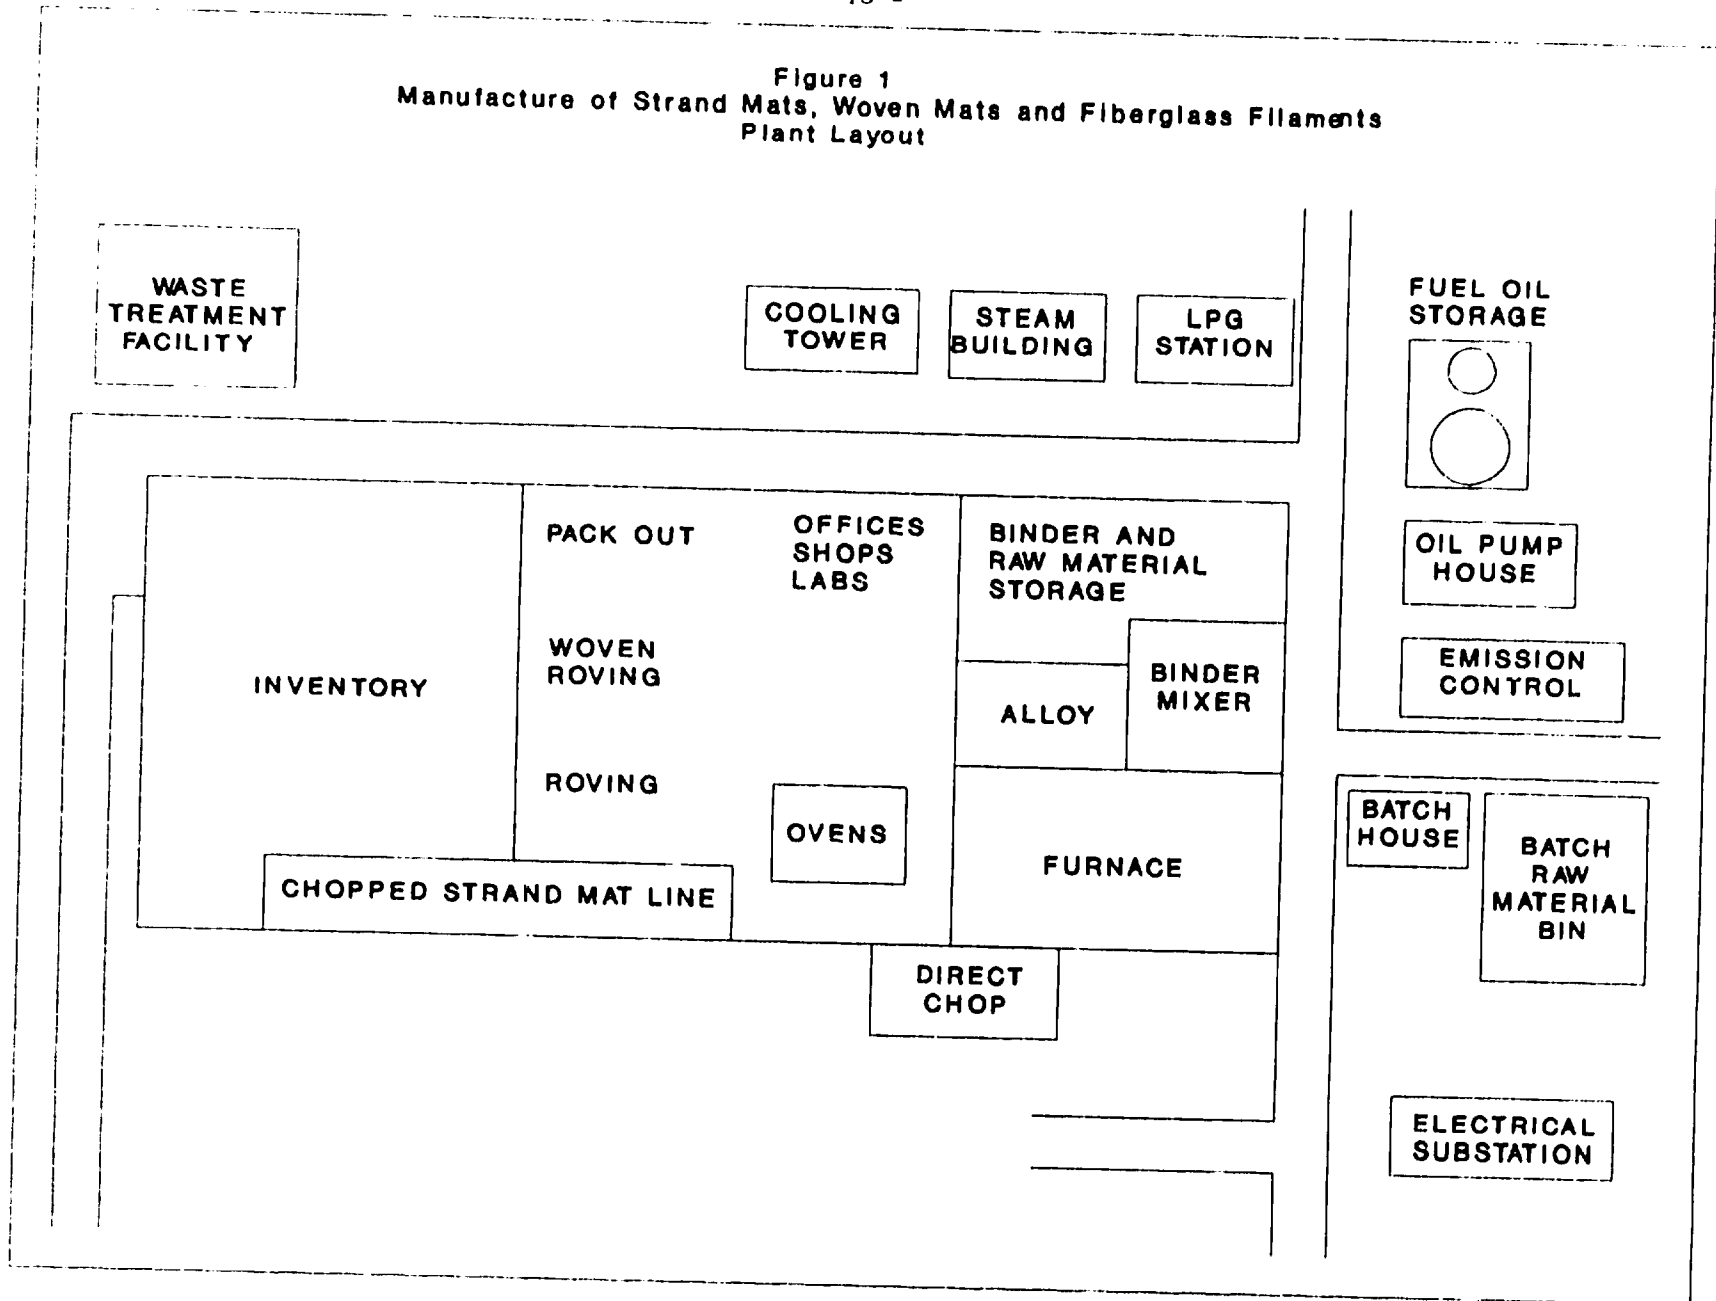 Figure 1
Manufacture of Strand Mats, Woven Mats and Fiberglass Filaments
Plant Layout
WASTE
TREATMENT
FACILITY
COOLING
TOWER
STEAM
BUILDING
LPG
STATION
FUEL OIL
STORAGE
PACK OUT
OFFICES
SHOPS
LABS
BINDER AND
RAW MATERIAL
STORAGE
OIL PUMP
HOUSE
WOVEN
ROVING
INVENTORY
ALLOY
BINDER
MIXER
EMISSION
CONTROL
ROVING
OVENS
FURNACE
BATCH
HOUSE
BATCH
RAW
MATERIAL
BIN
CHOPPED STRAND MAT LINE
DIRECT
CHOP
ELECTRICAL
SUBSTATION